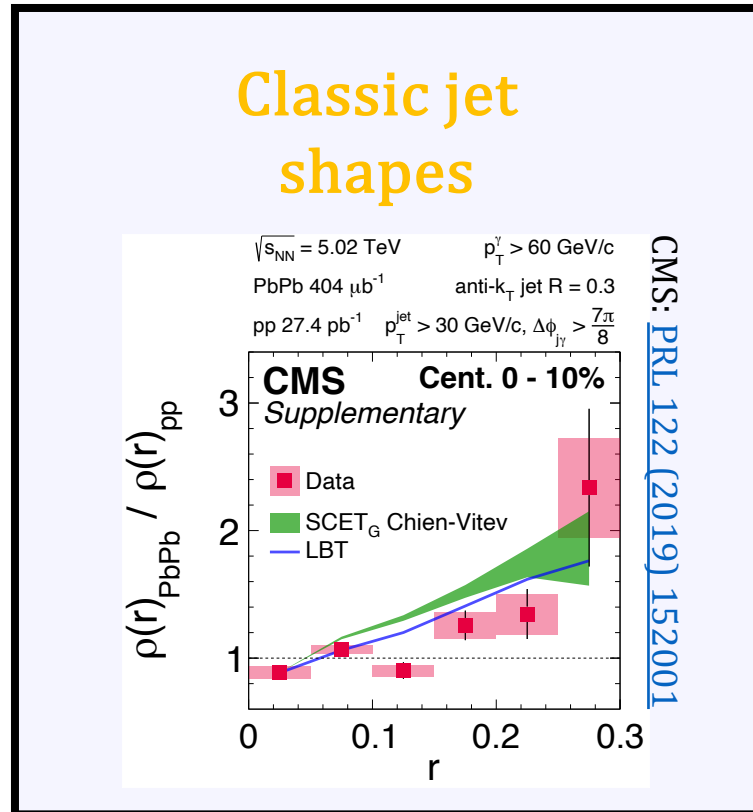 Classic jet
shapes
√s_NN = 5.02 TeV
p_T^γ > 60 GeV/c
PbPb 404 μb^-1
anti-k_T jet R = 0.3
pp 27.4 pb^-1
p_T^jet > 30 GeV/c, Δϕ_jγ > 7π/8
CMS
Cent. 0 - 10%
Supplementary
Data
SCET_G Chien-Vitev
LBT
3
2
1
0
0.1
0.2
0.3
r
ρ(r)_PbPb / ρ(r)_pp
CMS: PRL 122 (2019) 152001